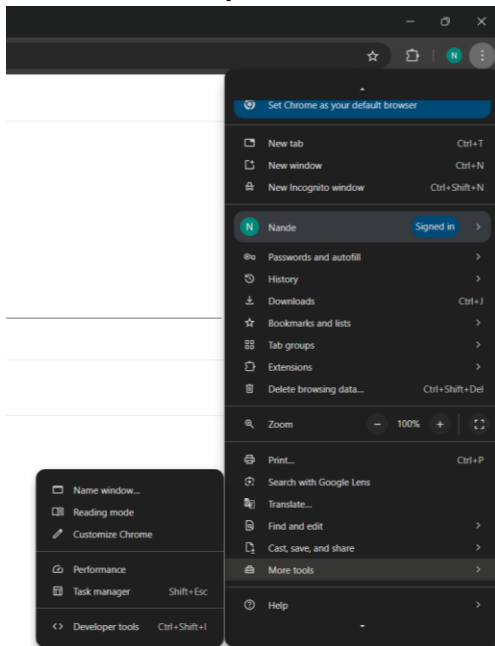 N
Set Chrome as your default browser
New tab Ctrl+T
New window Ctrl+N
New Incognito window Ctrl+Shift+N
N Nande Signed in
Passwords and autofill
History
Downloads Ctrl+J
Bookmarks and lists
Tab groups
Extensions
Delete browsing data... Ctrl+Shift+Del
Zoom − 100% +
Print... Ctrl+P
Search with Google Lens
Translate...
Find and edit
Cast, save, and share
More tools
Help
Name window...
Reading mode
Customize Chrome
Performance
Task manager Shift+Esc
Developer tools Ctrl+Shift+I